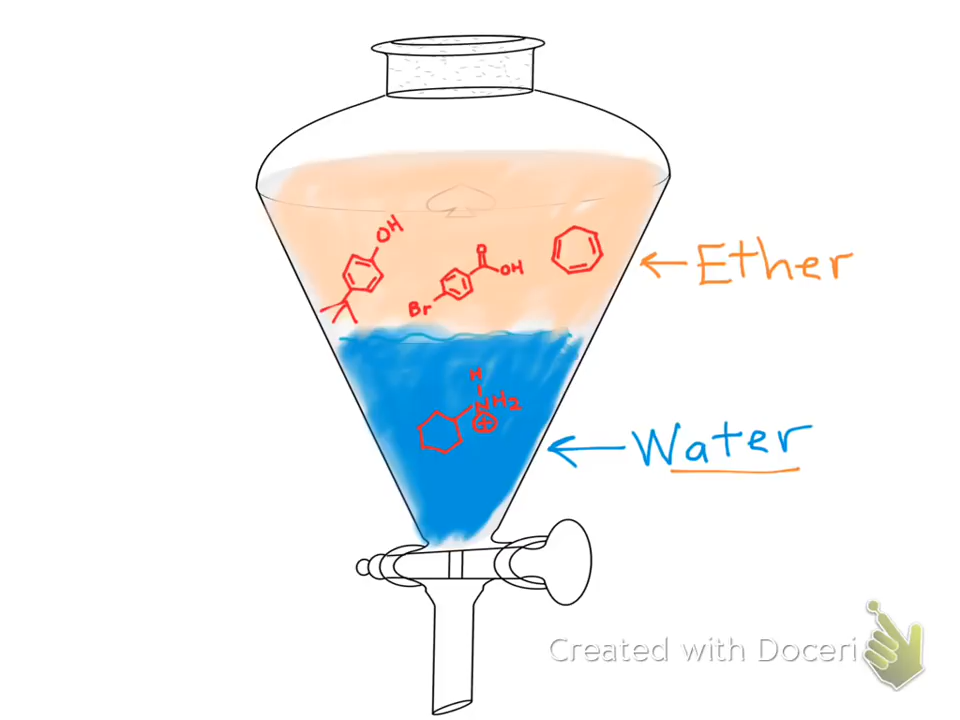 OH
O
OH
Br
← Ether
H
NH2
⊕
← Water
Created with Doceri